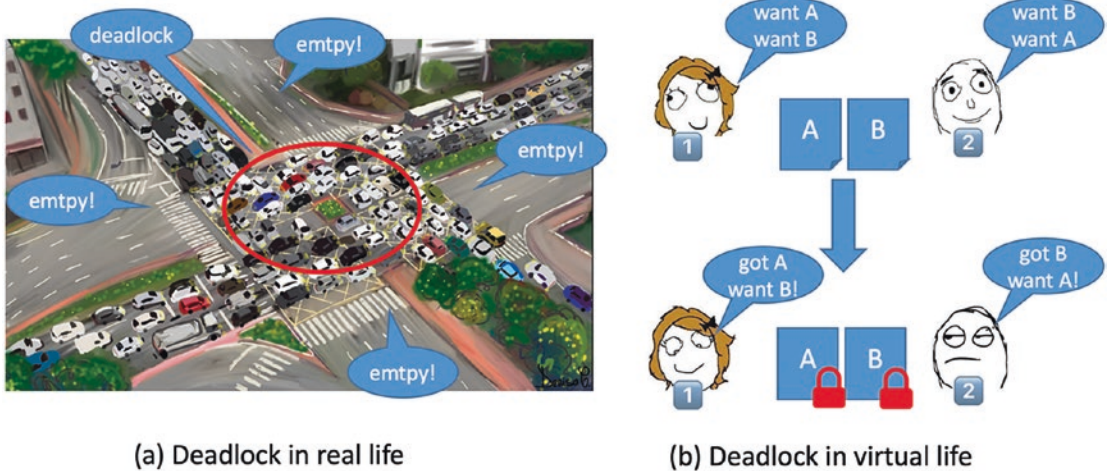 deadlock
emtpy!
emtpy!
emtpy!
emtpy!
(a) Deadlock in real life
want A
want B
want B
want A
1
A
B
2
got A
want B!
got B
want A!
1
A
B
2
(b) Deadlock in virtual life